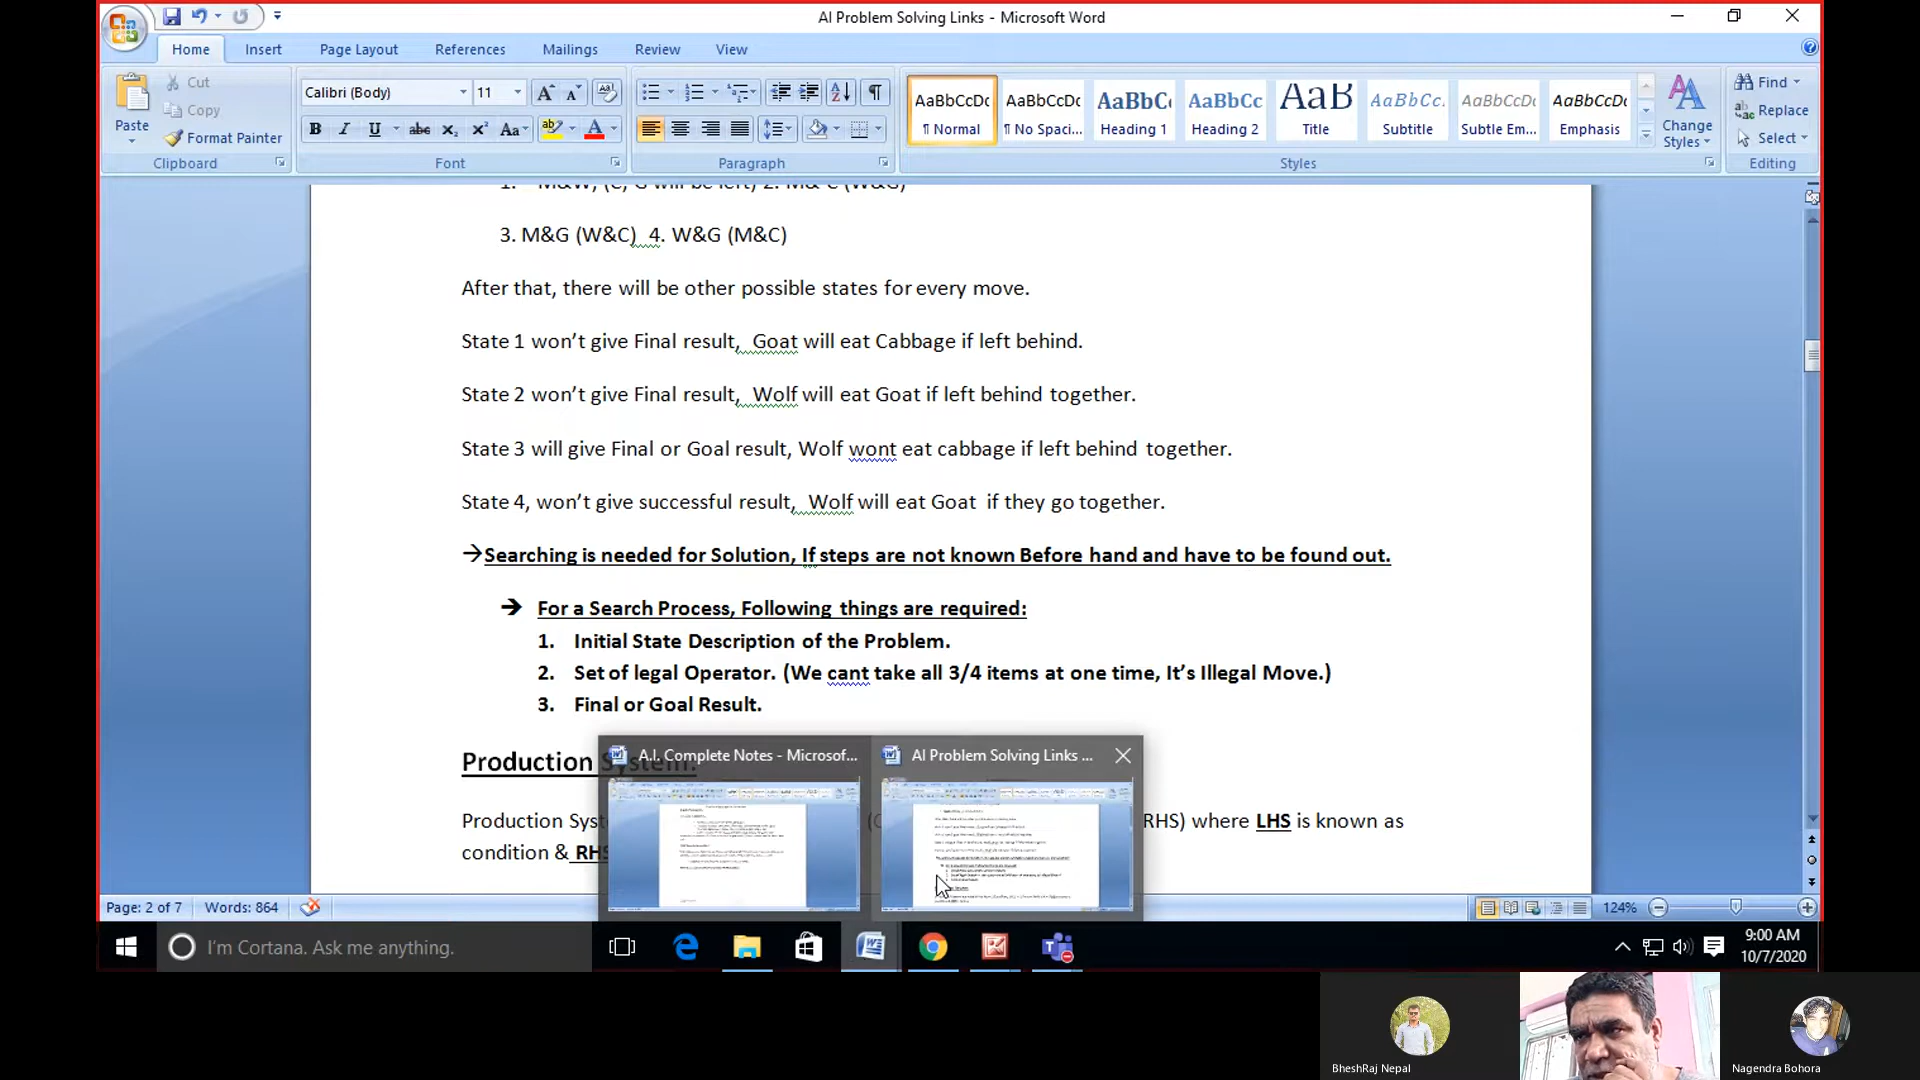 AI Problem Solving Links - Microsoft Word
Home Insert Page Layout References Mailings Review View
Paste
Cut
Copy
Format Painter
Clipboard
Calibri (Body) 11
Font
Paragraph
AaBbCcDc AaBbCcDc AaBbC AaBbCc AaB AaBbCc. AaBbCcDc AaBbCcDc
¶ Normal ¶ No Spaci... Heading 1 Heading 2 Title Subtitle Subtle Em... Emphasis
Change Styles
Styles
Find
Replace
Select
Editing
1. M&W, (C, G will be left) 2. M& C (W&G)
3. M&G (W&C) 4. W&G (M&C)
After that, there will be other possible states for every move.
State 1 won’t give Final result, Goat will eat Cabbage if left behind.
State 2 won’t give Final result, Wolf will eat Goat if left behind together.
State 3 will give Final or Goal result, Wolf wont eat cabbage if left behind together.
State 4, won’t give successful result, Wolf will eat Goat if they go together.
→Searching is needed for Solution, If steps are not known Before hand and have to be found out.
➔ For a Search Process, Following things are required:
1. Initial State Description of the Problem.
2. Set of legal Operator. (We cant take all 3/4 items at one time, It’s Illegal Move.)
3. Final or Goal Result.
Production System:
A.I. Complete Notes - Microsof... AI Problem Solving Links ...
Production Sys RHS) where LHS is known as
condition & RHS
Page: 2 of 7 Words: 864 124%
I'm Cortana. Ask me anything.
9:00 AM
10/7/2020
BheshRaj Nepal
Nagendra Bohora